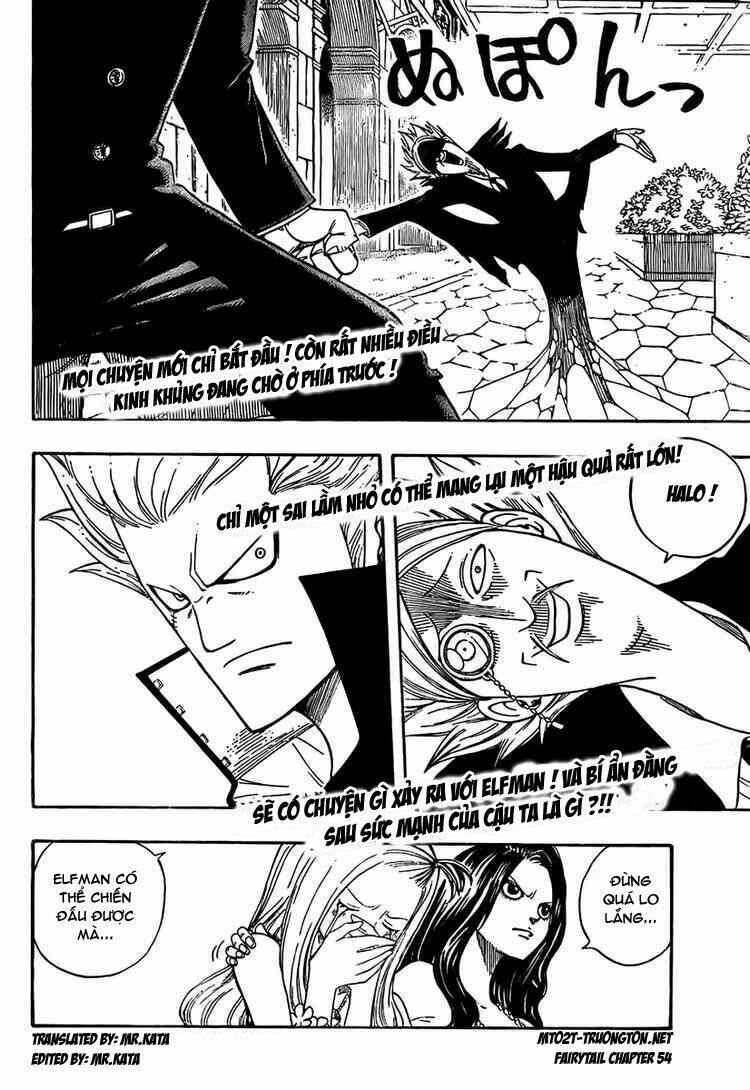 ぬぽんっ
MỌI CHUYỆN MỚI CHỈ BẮT ĐẦU ! CÒN RẤT NHIỀU ĐIỀU
KINH KHỦNG ĐANG CHỜ Ở PHÍA TRƯỚC !
CHỈ MỘT SAI LẦM NHỎ CÓ THỂ MANG LẠI MỘT HẬU QUẢ RẤT LỚN!
HALO !
SẼ CÓ CHUYỆN GÌ XẢY RA VỚI ELFMAN ! VÀ BÍ ẨN ĐẰNG
SAU SỨC MẠNH CỦA CẬU TA LÀ GÌ ?!!
ELFMAN CÓ
THỂ CHIẾN
ĐẤU ĐƯỢC
MÀ...
ĐỪNG
QUÁ LO
LẮNG...
TRANSLATED BY: MR.KATA
EDITED BY: MR.KATA
MTO2T-TRUONGTON.NET
FAIRYTAIL CHAPTER 54